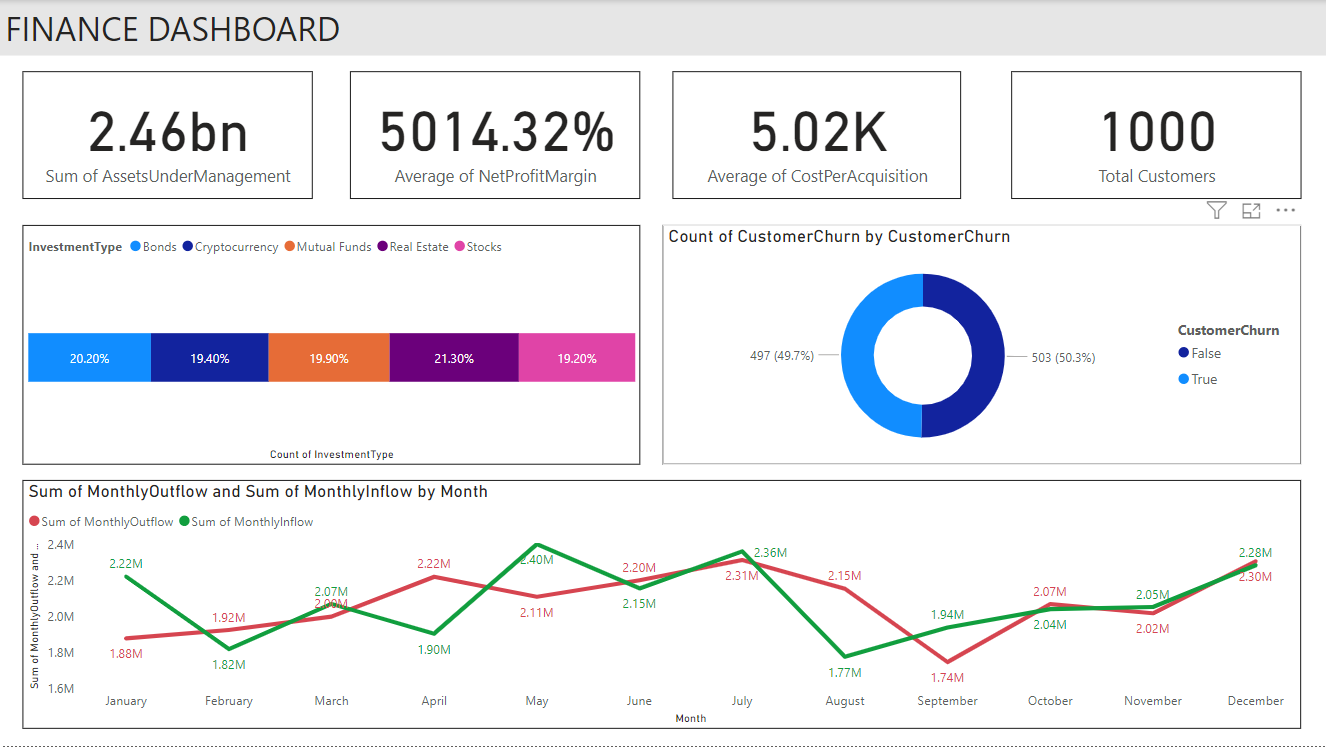 FINANCE DASHBOARD
2.46bn
Sum of AssetsUnderManagement
5014.32%
Average of NetProfitMargin
5.02K
Average of CostPerAcquisition
1000
Total Customers
InvestmentType Bonds Cryptocurrency Mutual Funds Real Estate Stocks
20.20% 19.40% 19.90% 21.30% 19.20%
Count of InvestmentType
Count of CustomerChurn by CustomerChurn
497 (49.7%)
503 (50.3%)
CustomerChurn
False
True
Sum of MonthlyOutflow and Sum of MonthlyInflow by Month
Sum of MonthlyOutflow Sum of MonthlyInflow
Sum of MonthlyOutflow and ...
2.4M
2.2M
2.0M
1.8M
1.6M
2.22M
1.88M
1.92M
1.82M
2.07M
2.00M
2.22M
1.90M
2.40M
2.11M
2.20M
2.15M
2.36M
2.31M
2.15M
1.77M
1.94M
1.74M
2.07M
2.04M
2.05M
2.02M
2.28M
2.30M
January February March April May June July August September October November December
Month